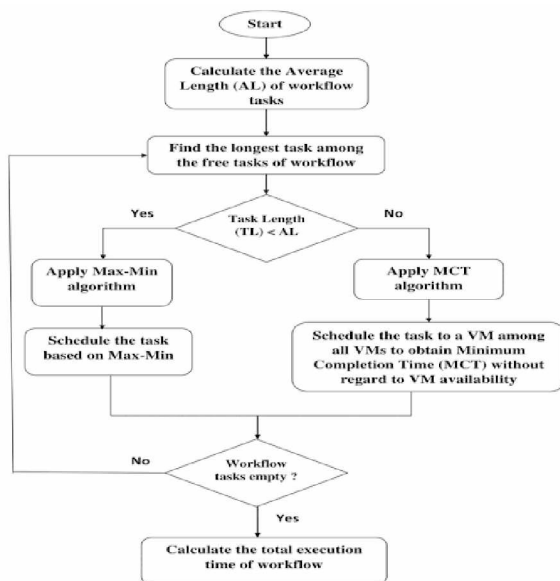 Start
Calculate the Average
Length (AL) of workflow
tasks
Find the longest task among
the free tasks of workflow
Yes
Task Length
(TL) < AL
No
Apply Max-Min
algorithm
Apply MCT
algorithm
Schedule the task
based on Max-Min
Schedule the task to a VM among
all VMs to obtain Minimum
Completion Time (MCT) without
regard to VM availability
No
Workflow
tasks empty ?
Yes
Calculate the total execution
time of workflow